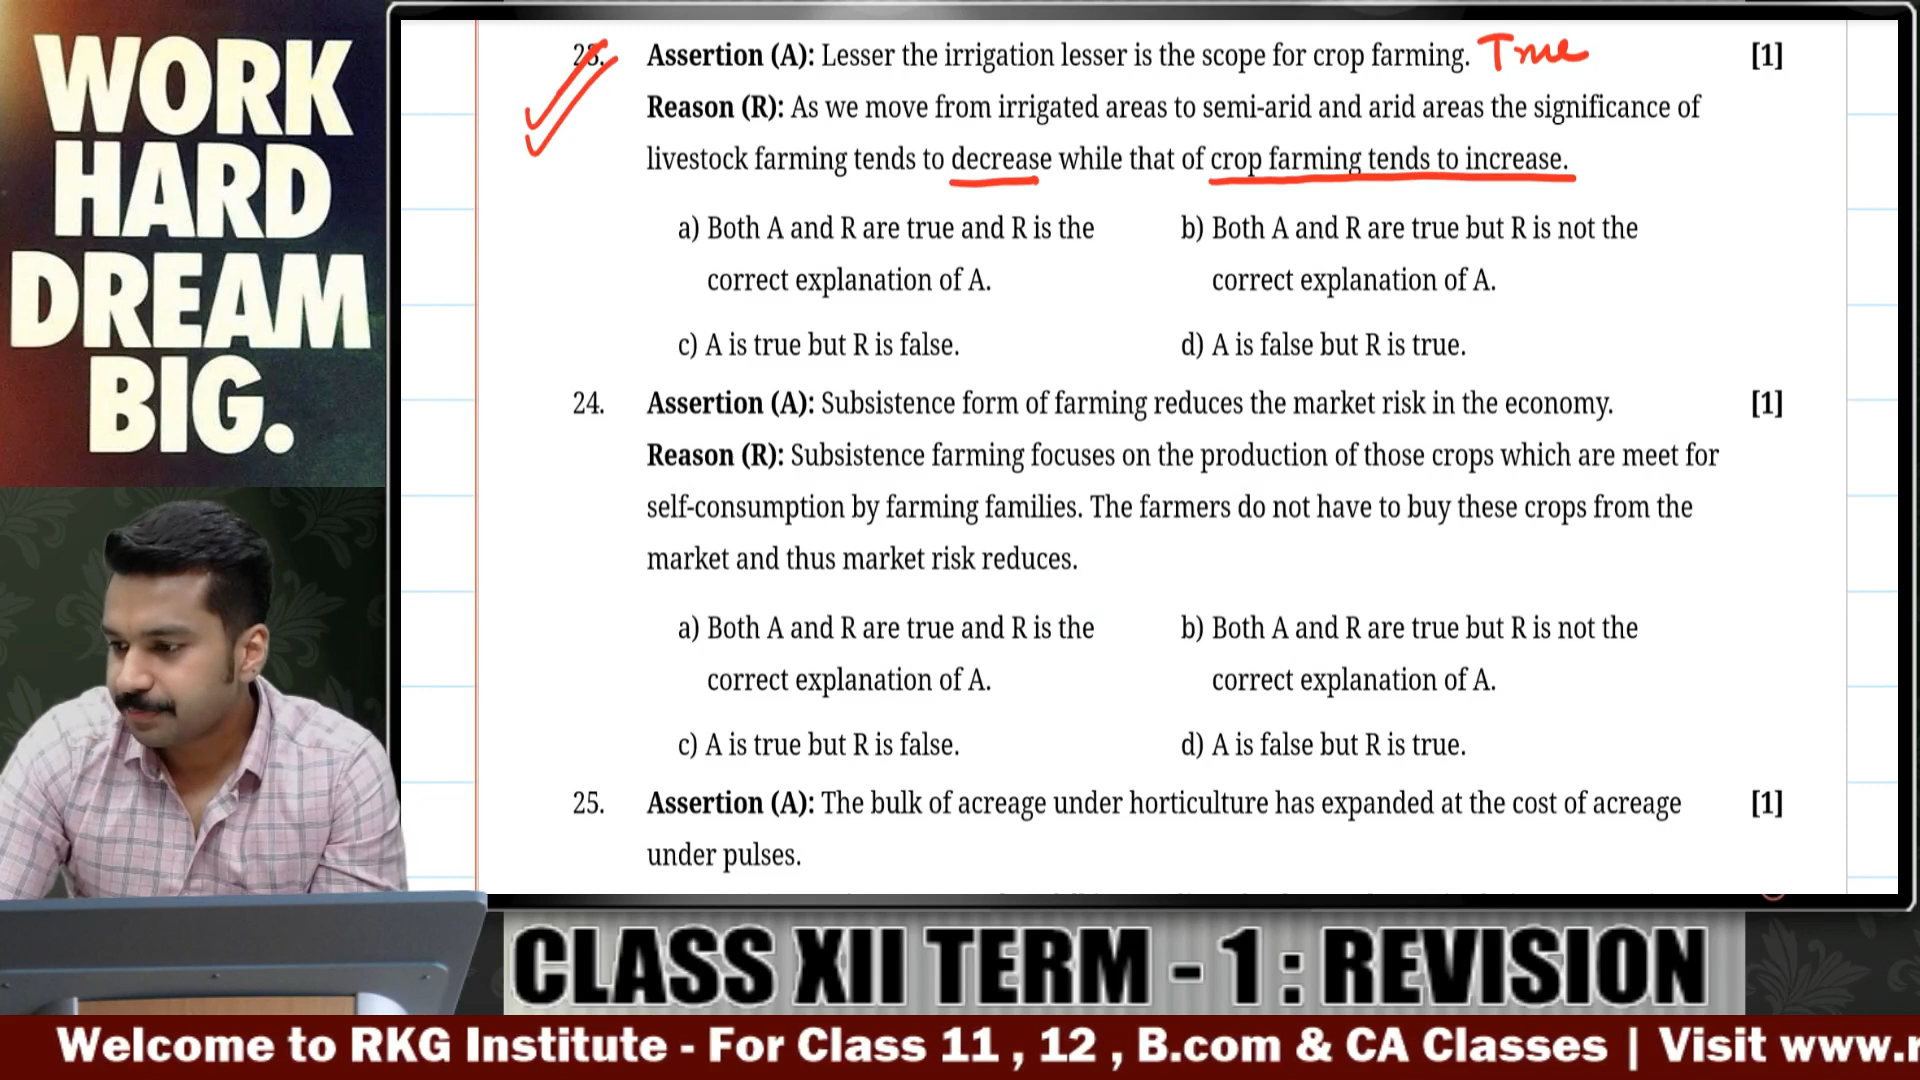 WORK
HARD
DREAM
BIG.
23. Assertion (A): Lesser the irrigation lesser is the scope for crop farming. True [1]
Reason (R): As we move from irrigated areas to semi-arid and arid areas the significance of
livestock farming tends to decrease while that of crop farming tends to increase.
a) Both A and R are true and R is the
correct explanation of A.
b) Both A and R are true but R is not the
correct explanation of A.
c) A is true but R is false.
d) A is false but R is true.
24. Assertion (A): Subsistence form of farming reduces the market risk in the economy. [1]
Reason (R): Subsistence farming focuses on the production of those crops which are meet for
self-consumption by farming families. The farmers do not have to buy these crops from the
market and thus market risk reduces.
a) Both A and R are true and R is the
correct explanation of A.
b) Both A and R are true but R is not the
correct explanation of A.
c) A is true but R is false.
d) A is false but R is true.
25. Assertion (A): The bulk of acreage under horticulture has expanded at the cost of acreage [1]
under pulses.
CLASS XII TERM - 1 : REVISION
Welcome to RKG Institute - For Class 11 , 12 , B.com & CA Classes | Visit www.